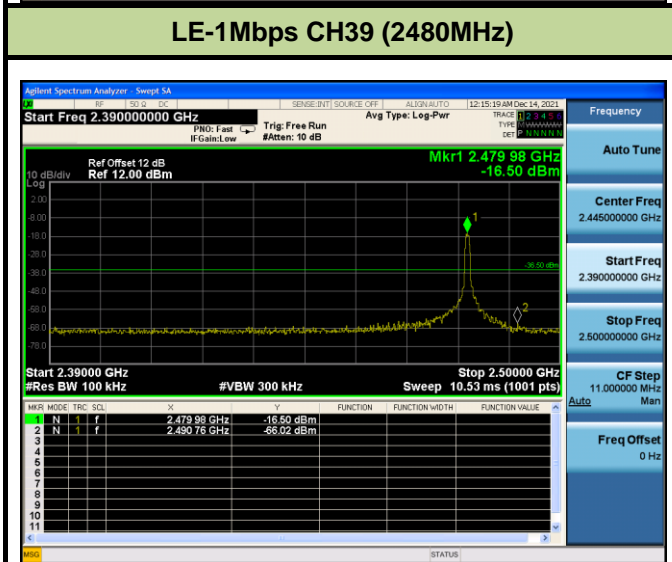 LE-1Mbps CH39 (2480MHz)
Agilent Spectrum Analyzer - Swept SA
RF 50 Ω DC SENSE:INT SOURCE OFF ALIGN AUTO 12:15:19 AM Dec 14, 2021
Start Freq 2.390000000 GHz
PNO: Fast
IFGain:Low
Trig: Free Run
#Atten: 10 dB
Avg Type: Log-Pwr
TRACE 1 2 3 4 5 6
TYPE M
DET P N N N N N
Mkr1 2.479 98 GHz
-16.50 dBm
Ref Offset 12 dB
10 dB/div Ref 12.00 dBm
Log
2.00
-8.00
-18.0
-28.0
-38.0
-48.0
-58.0
-68.0
-78.0
1
-36.50 dBm
2
Start 2.39000 GHz Stop 2.50000 GHz
#Res BW 100 kHz #VBW 300 kHz Sweep 10.53 ms (1001 pts)
MKR MODE TRC SCL X Y FUNCTION FUNCTION WIDTH FUNCTION VALUE
1 N 1 f 2.479 98 GHz -16.50 dBm
2 N 1 f 2.490 76 GHz -66.02 dBm
3
4
5
6
7
8
9
10
11
MSG STATUS
Frequency
Auto Tune
Center Freq
2.445000000 GHz
Start Freq
2.390000000 GHz
Stop Freq
2.500000000 GHz
CF Step
11.000000 MHz
Auto Man
Freq Offset
0 Hz